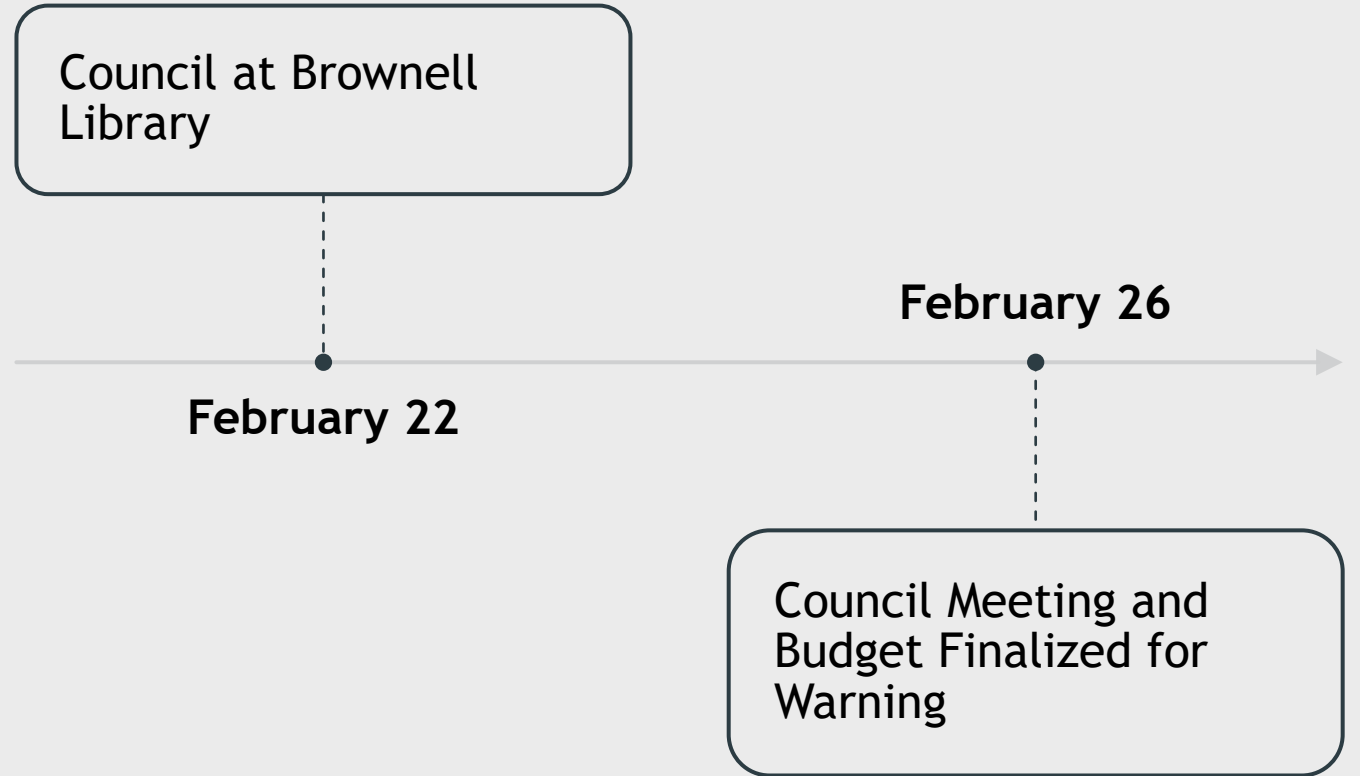 Council at Brownell
Library
February 22
February 26
Council Meeting and
Budget Finalized for
Warning